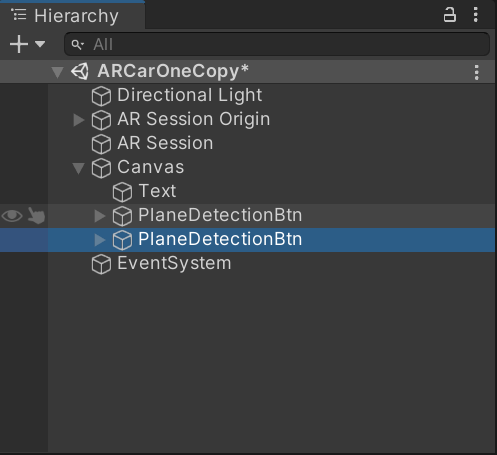 Hierarchy
All
ARCarOneCopy*
Directional Light
AR Session Origin
AR Session
Canvas
Text
PlaneDetectionBtn
PlaneDetectionBtn
EventSystem